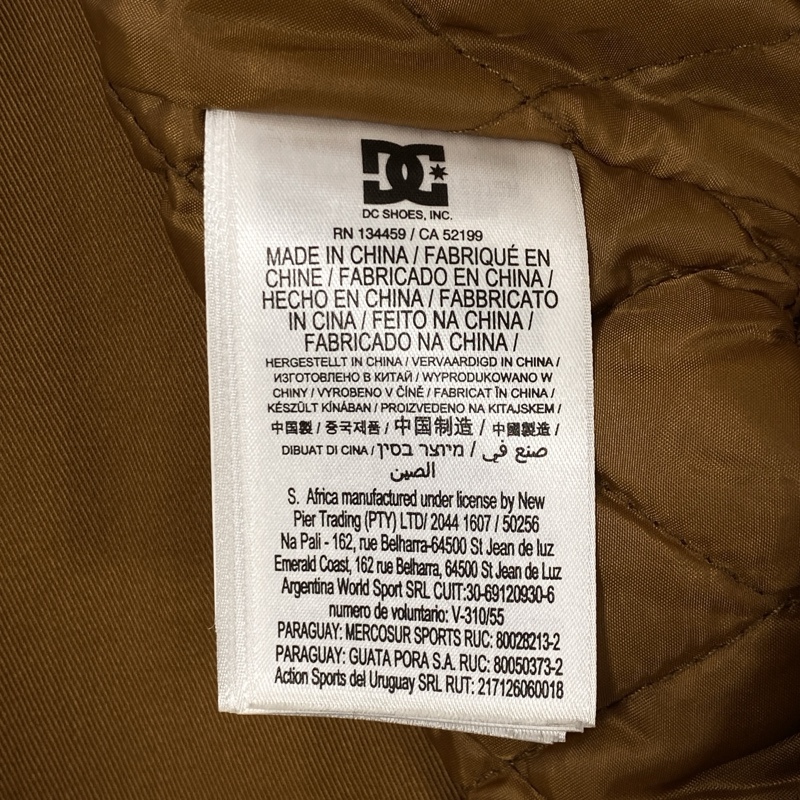 DC
DC SHOES, INC.
RN 134459 / CA 52199
MADE IN CHINA / FABRIQUÉ EN
CHINE / FABRICADO EN CHINA /
HECHO EN CHINA / FABBRICATO
IN CINA / FEITO NA CHINA /
FABRICADO NA CHINA /
HERGESTELLT IN CHINA / VERVAARDIGD IN CHINA /
ИЗГОТОВЛЕНО В КИТАЙ / WYPRODUKOWANO W
CHINY / VYROBENO V ČÍNĚ / FABRICAT ÎN CHINA /
KÉSZÜLT KÍNÁBAN / PROIZVEDENO NA KITAJSKEM /
中国製 / 중국제품 / 中国制造 / 中國製造 /
DIBUAT DI CINA / מיוצר בסין / صنع في
الصين
S. Africa manufactured under license by New
Pier Trading (PTY) LTD/ 2044 1607 / 50256
Na Pali - 162, rue Belharra-64500 St Jean de luz
Emerald Coast, 162 rue Belharra, 64500 St Jean de Luz
Argentina World Sport SRL CUIT:30-69120930-6
numero de voluntario: V-310/55
PARAGUAY: MERCOSUR SPORTS RUC: 80028213-2
PARAGUAY: GUATA PORA S.A. RUC: 80050373-2
Action Sports del Uruguay SRL RUT: 217126060018